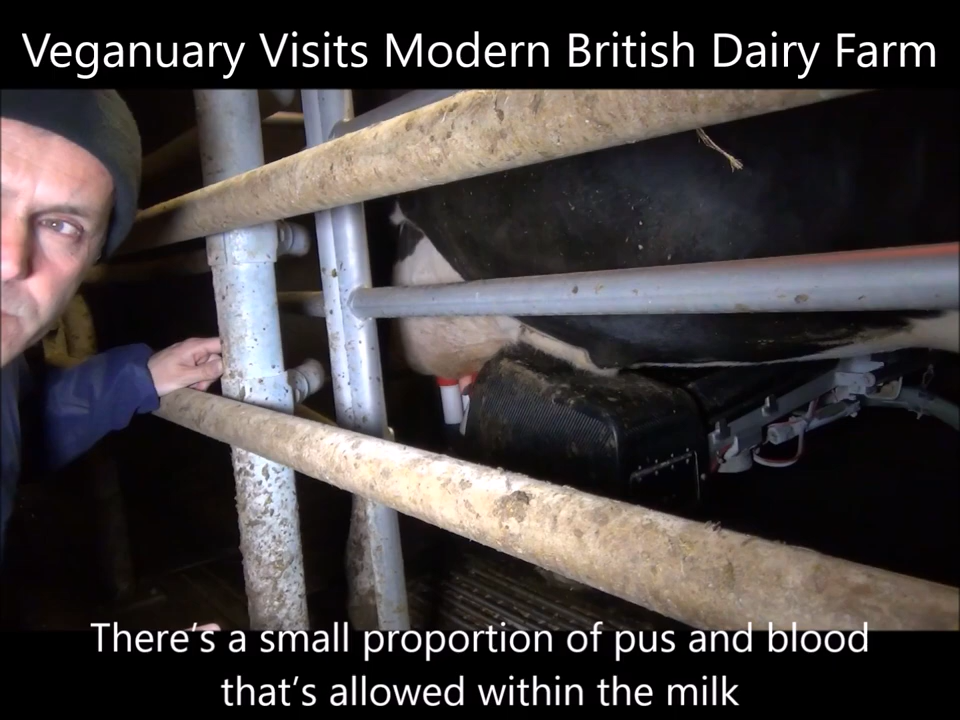 Veganuary Visits Modern British Dairy Farm
There's a small proportion of pus and blood
that's allowed within the milk